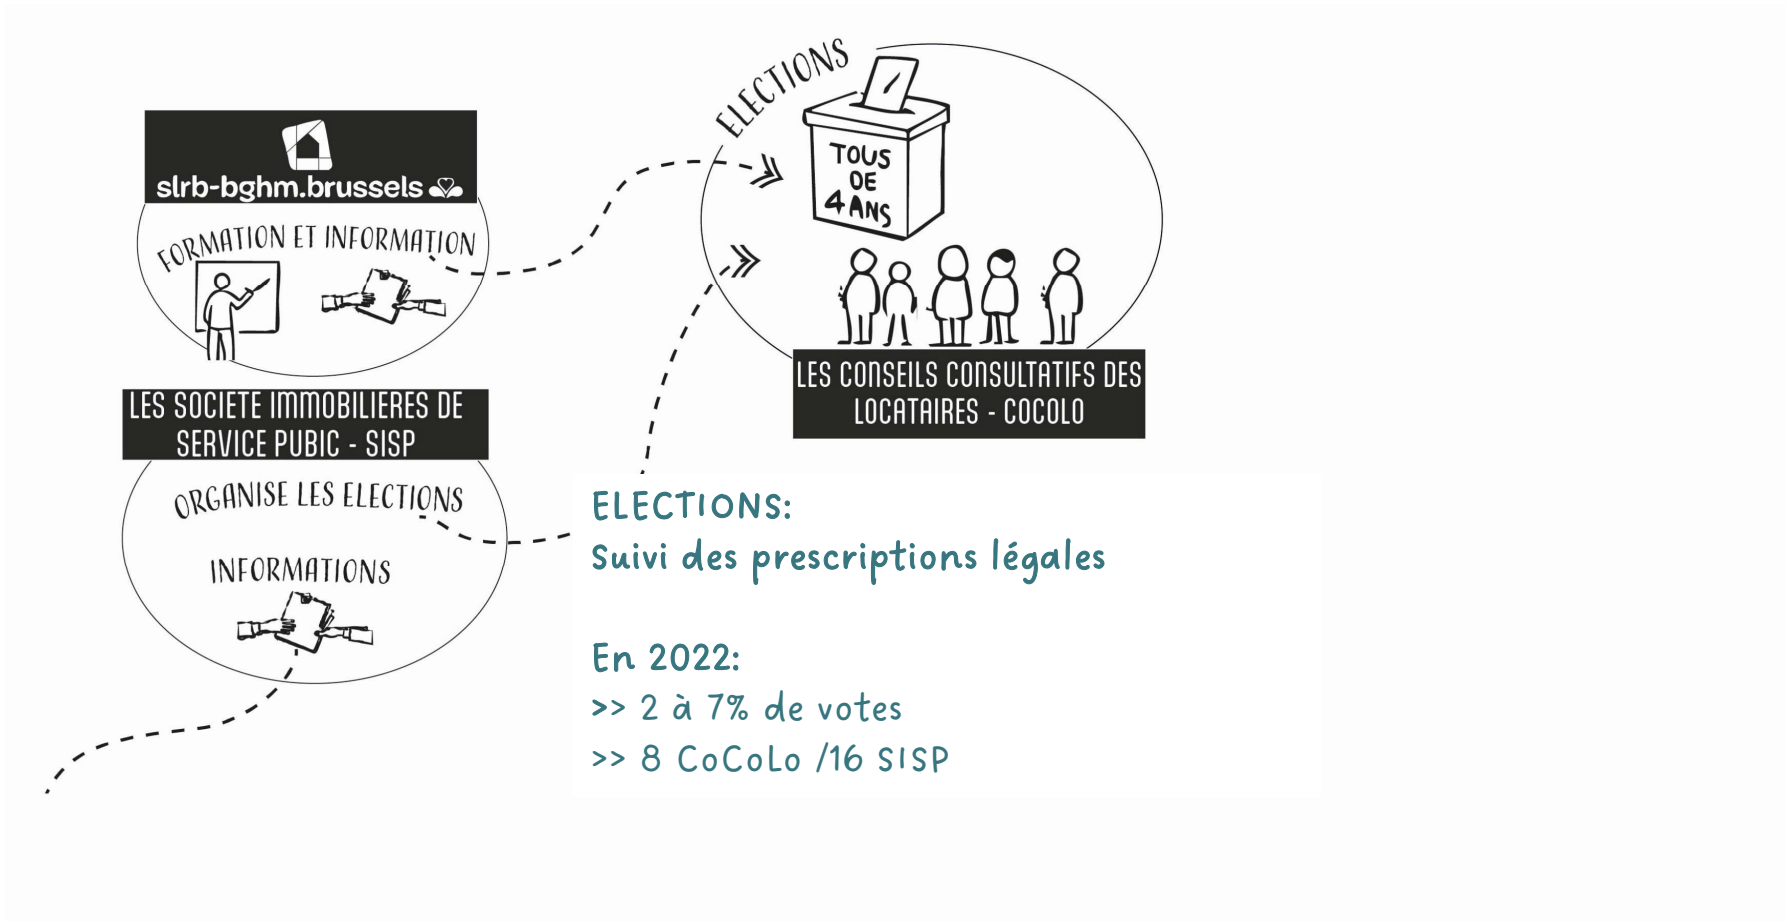 slrb-bghm.brussels
FORMATION ET INFORMATION
LES SOCIETE IMMOBILIERES DE
SERVICE PUBIC - SISP
ORGANISE LES ELECTIONS
INFORMATIONS
ELECTIONS
TOUS
DE
4 ANS
LES CONSEILS CONSULTATIFS DES
LOCATAIRES - COCOLO
ELECTIONS:
Suivi des prescriptions légales
En 2022:
>> 2 à 7% de votes
>> 8 CoCoLo /16 SISP